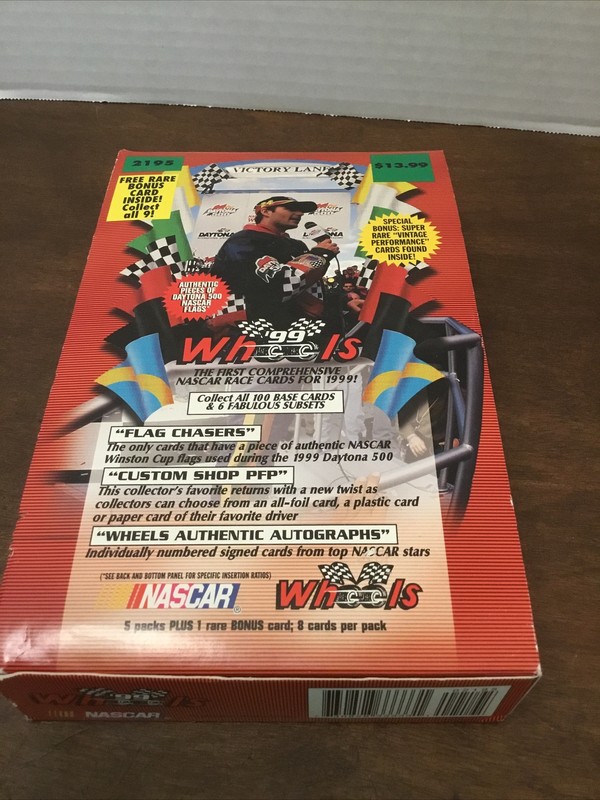 2195
$13.99
VICTORY LANE
FREE RARE
BONUS
CARD
INSIDE!
Collect
all 9!
DAYTONA
SPECIAL
BONUS: SUPER
RARE "VINTAGE
PERFORMANCE"
CARDS FOUND
INSIDE!
AUTHENTIC
PIECES OF
DAYTONA 500
NASCAR
FLAGS*
'99
Wheels
THE FIRST COMPREHENSIVE
NASCAR RACE CARDS FOR 1999!
Collect All 100 BASE CARDS
& 6 FABULOUS SUBSETS
"FLAG CHASERS"
The only cards that have a piece of authentic NASCAR
Winston Cup flags used during the 1999 Daytona 500
"CUSTOM SHOP PFP"
This collector's favorite returns with a new twist as
collectors can choose from an all-foil card, a plastic card
or paper card of their favorite driver
"WHEELS AUTHENTIC AUTOGRAPHS"
Individually numbered signed cards from top NASCAR stars
(*SEE BACK AND BOTTOM PANEL FOR SPECIFIC INSERTION RATIOS)
NASCAR®
Wheels
5 packs PLUS 1 rare BONUS card; 8 cards per pack
'99
Wheels
NASCAR